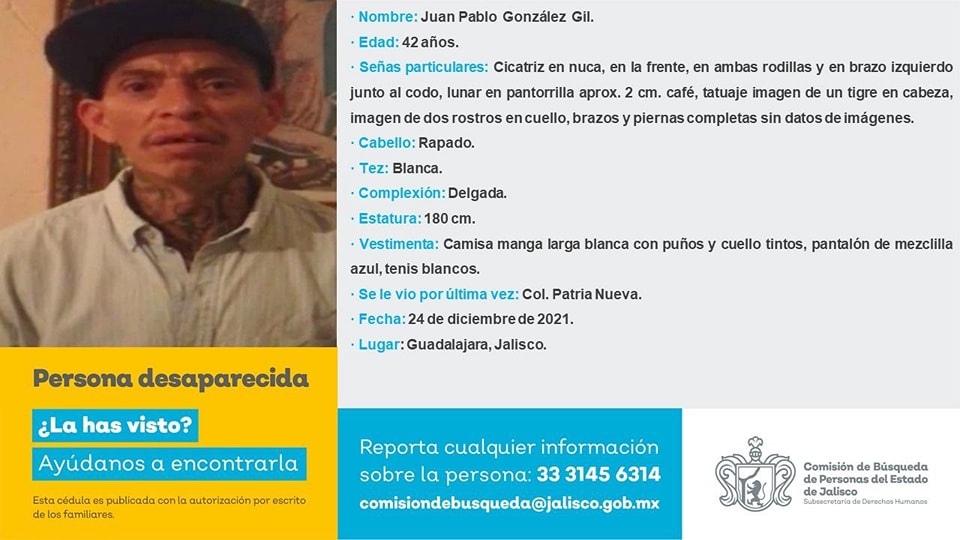 · Nombre: Juan Pablo González Gil.
· Edad: 42 años.
· Señas particulares: Cicatriz en nuca, en la frente, en ambas rodillas y en brazo izquierdo
junto al codo, lunar en pantorrilla aprox. 2 cm. café, tatuaje imagen de un tigre en cabeza,
imagen de dos rostros en cuello, brazos y piernas completas sin datos de imágenes.
· Cabello: Rapado.
· Tez: Blanca.
· Complexión: Delgada.
· Estatura: 180 cm.
· Vestimenta: Camisa manga larga blanca con puños y cuello tintos, pantalón de mezclilla
azul, tenis blancos.
· Se le vio por última vez: Col. Patria Nueva.
· Fecha: 24 de diciembre de 2021.
· Lugar: Guadalajara, Jalisco.
Persona desaparecida
¿La has visto?
Ayúdanos a encontrarla
Esta cédula es publicada con la autorización por escrito
de los familiares.
Reporta cualquier información
sobre la persona: 33 3145 6314
comisiondebusqueda@jalisco.gob.mx
Comisión de Búsqueda
de Personas del Estado
de Jalisco
Subsecretaría de Derechos Humanos